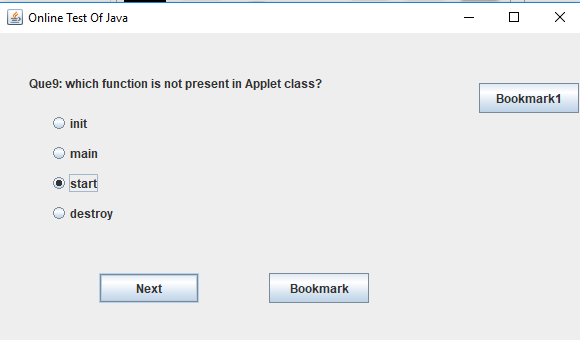 Online Test Of Java
Que9: which function is not present in Applet class?
Bookmark1
init
main
start
destroy
Next
Bookmark